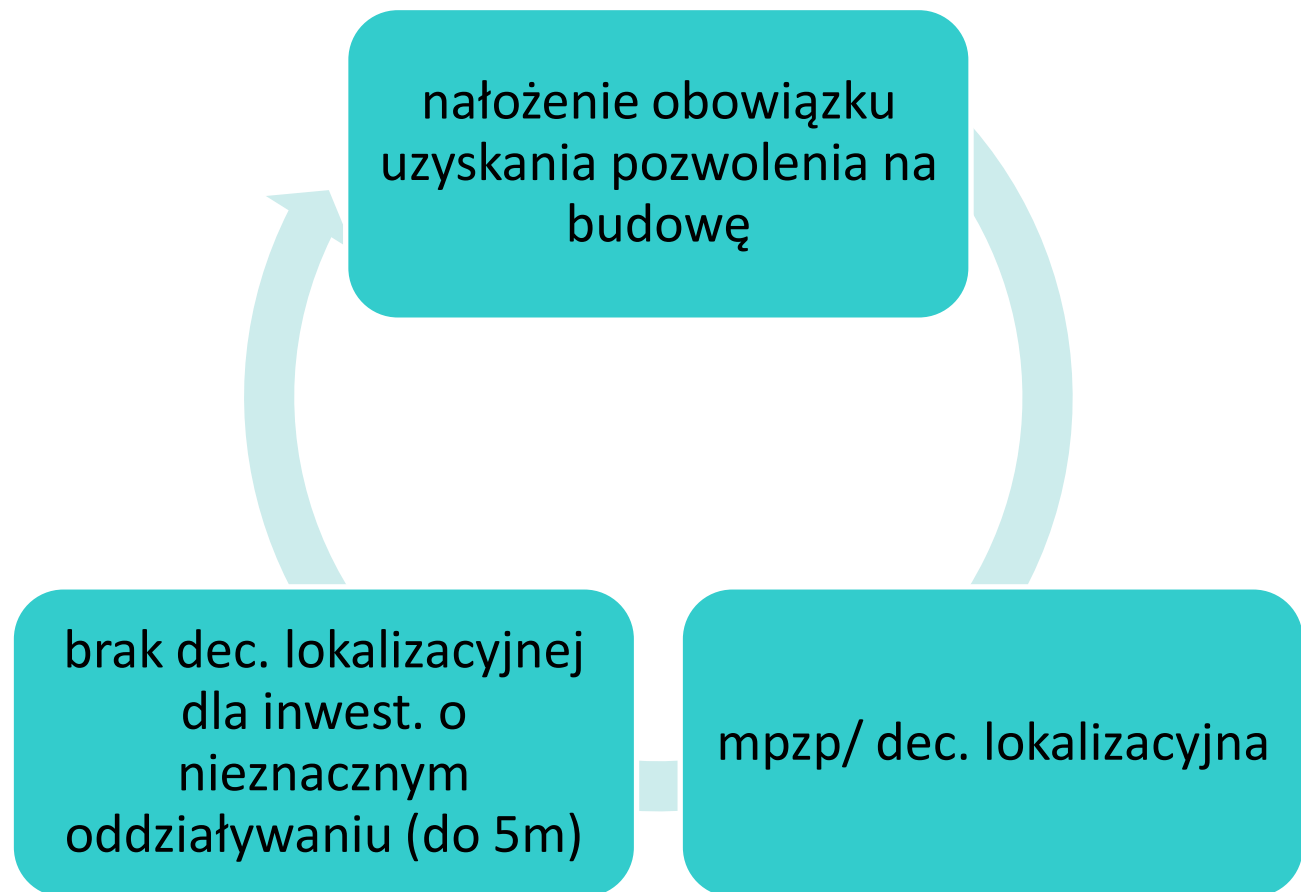 nałożenie obowiązku
uzyskania pozwolenia na
budowę
brak dec. lokalizacyjnej
dla inwest. o
nieznacznym
oddziaływaniu (do 5m)
mpzp/ dec. lokalizacyjna